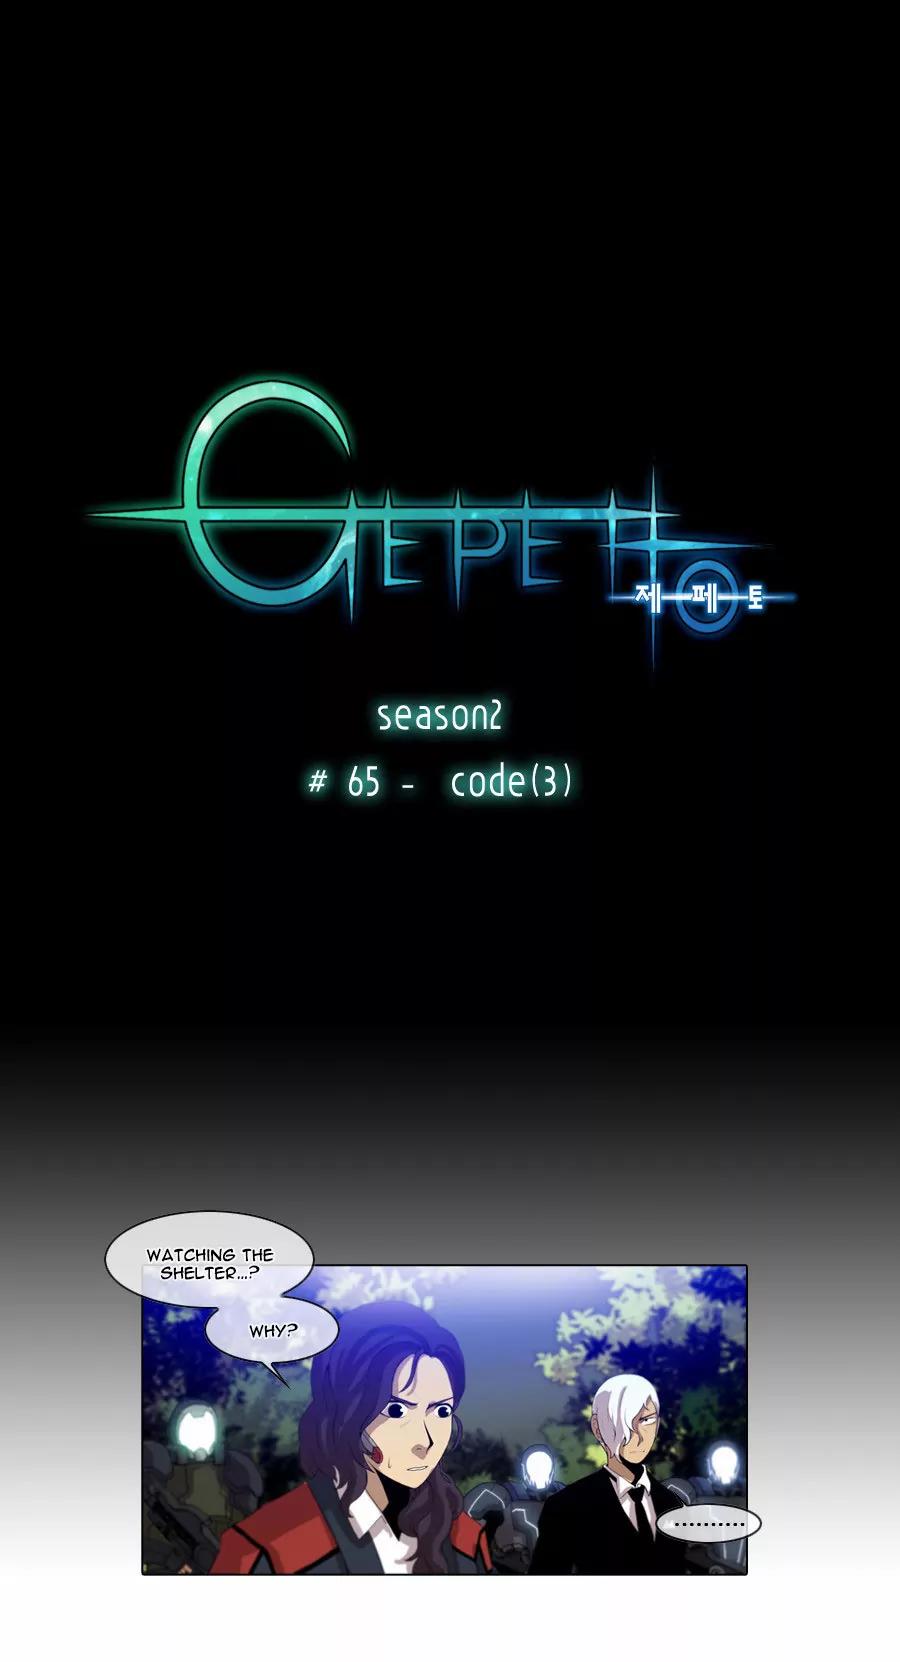 GEPETTO
제페토
season2
# 65 - code(3)
WATCHING THE
SHELTER...?
WHY?
..........